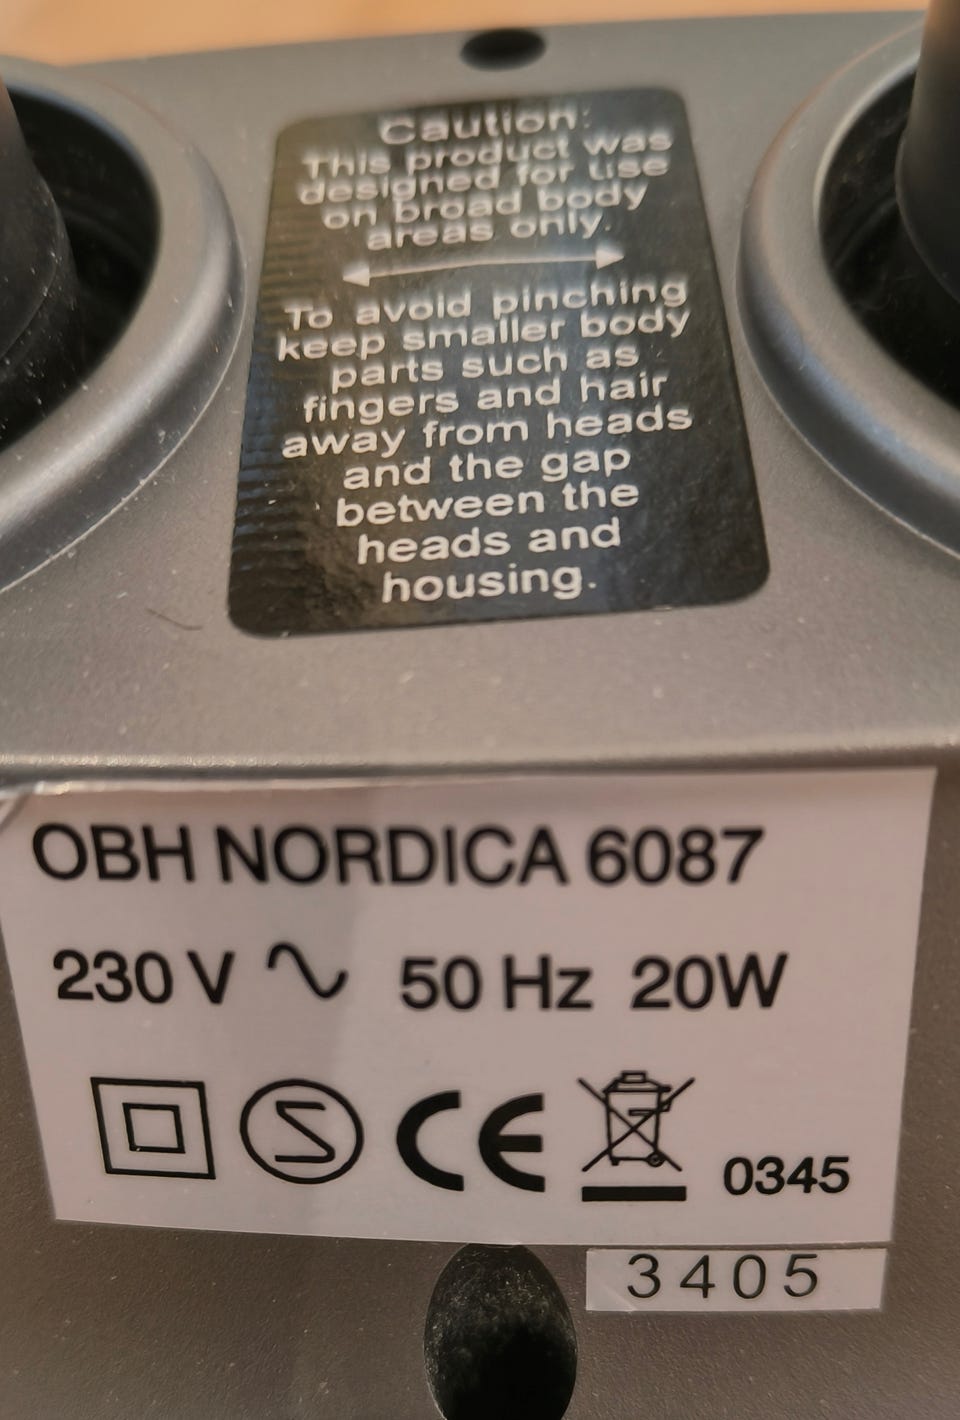 Caution:
This product was
designed for use
on broad body
areas only.
To avoid pinching
keep smaller body
parts such as
fingers and hair
away from heads
and the gap
between the
heads and
housing.
OBH NORDICA 6087
230 V ∿ 50 Hz 20W
S CE 0345
3405